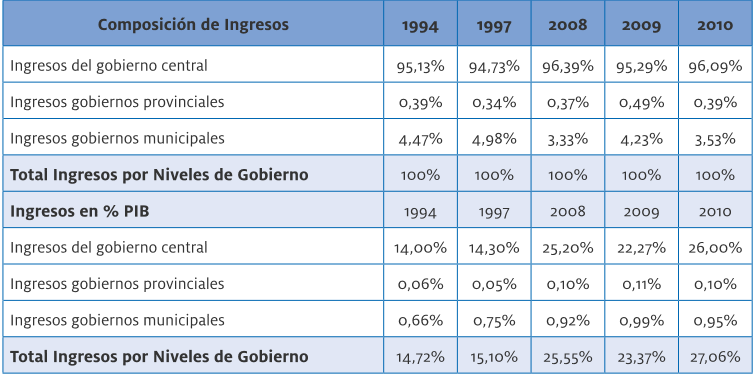 Composición de Ingresos 1994 1997 2008 2009 2010
Ingresos del gobierno central 95,13% 94,73% 96,39% 95,29% 96,09%
Ingresos gobiernos provinciales 0,39% 0,34% 0,37% 0,49% 0,39%
Ingresos gobiernos municipales 4,47% 4,98% 3,33% 4,23% 3,53%
Total Ingresos por Niveles de Gobierno 100% 100% 100% 100% 100%
Ingresos en % PIB 1994 1997 2008 2009 2010
Ingresos del gobierno central 14,00% 14,30% 25,20% 22,27% 26,00%
Ingresos gobiernos provinciales 0,06% 0,05% 0,10% 0,11% 0,10%
Ingresos gobiernos municipales 0,66% 0,75% 0,92% 0,99% 0,95%
Total Ingresos por Niveles de Gobierno 14,72% 15,10% 25,55% 23,37% 27,06%